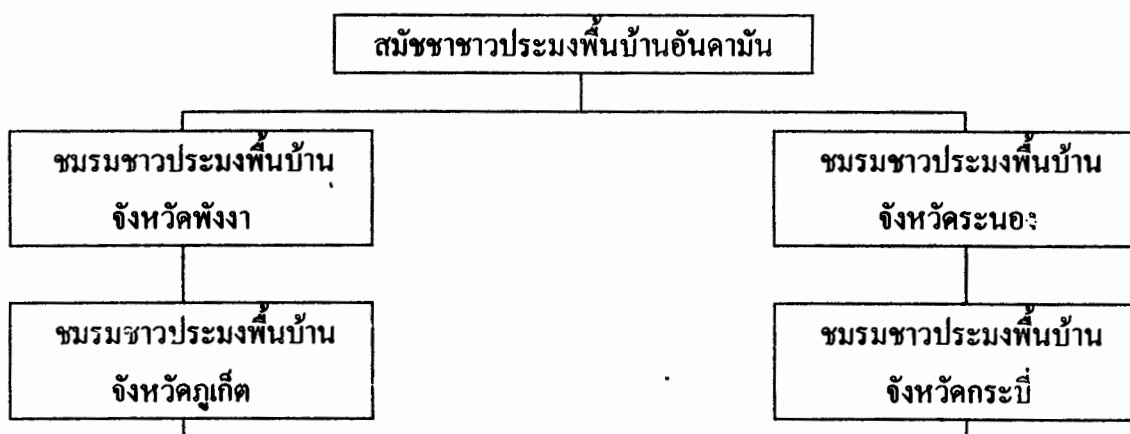 สมัชชาชาวประมงพื้นบ้านอันดามัน
ชมรมชาวประมงพื้นบ้าน
จังหวัดพังงา
ชมรมชาวประมงพื้นบ้าน
จังหวัดระนอง
ชมรมชาวประมงพื้นบ้าน
จังหวัดภูเก็ต
ชมรมชาวประมงพื้นบ้าน
จังหวัดกระบี่